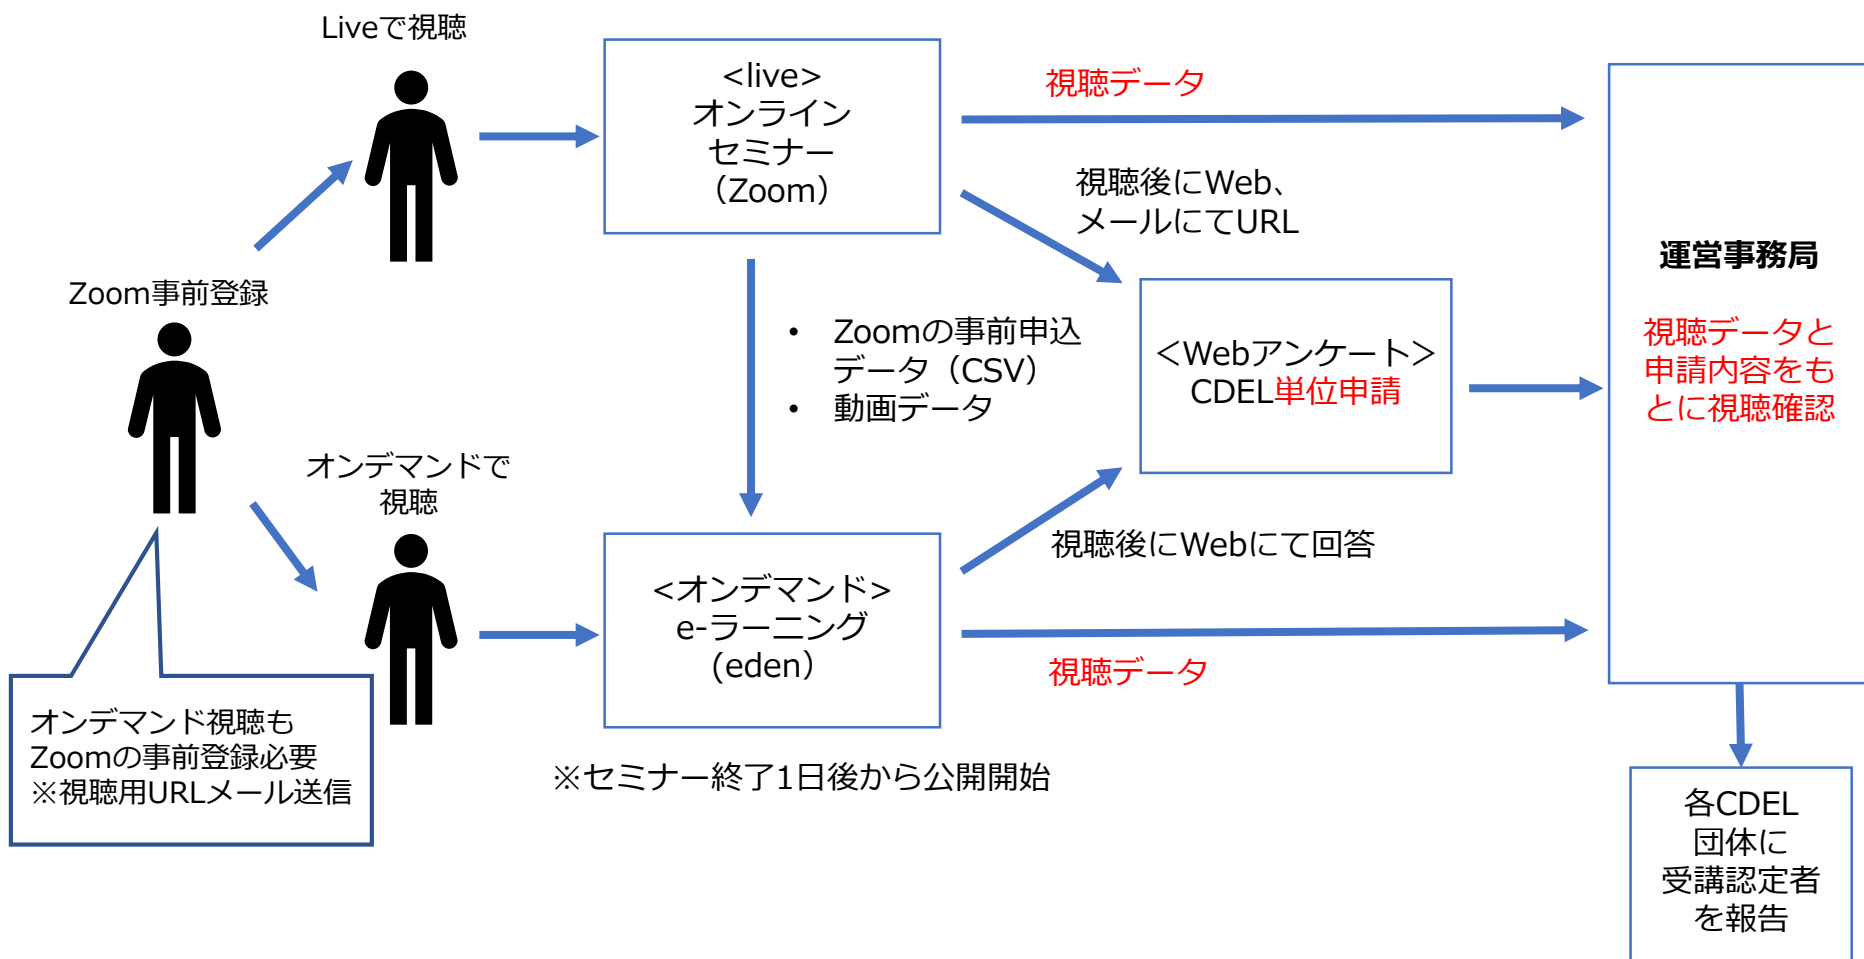 Liveで視聴
<live>
オンライン
セミナー
（Zoom）
視聴データ
視聴後にWeb、
メールにてURL
運営事務局
視聴データと
申請内容をも
とに視聴確認
Zoom事前登録
• Zoomの事前申込
データ（CSV）
• 動画データ
＜Webアンケート＞
CDEL単位申請
オンデマンドで
視聴
視聴後にWebにて回答
<オンデマンド>
e-ラーニング
(eden）
視聴データ
オンデマンド視聴も
Zoomの事前登録必要
※視聴用URLメール送信
※セミナー終了1日後から公開開始
各CDEL
団体に
受講認定者
を報告